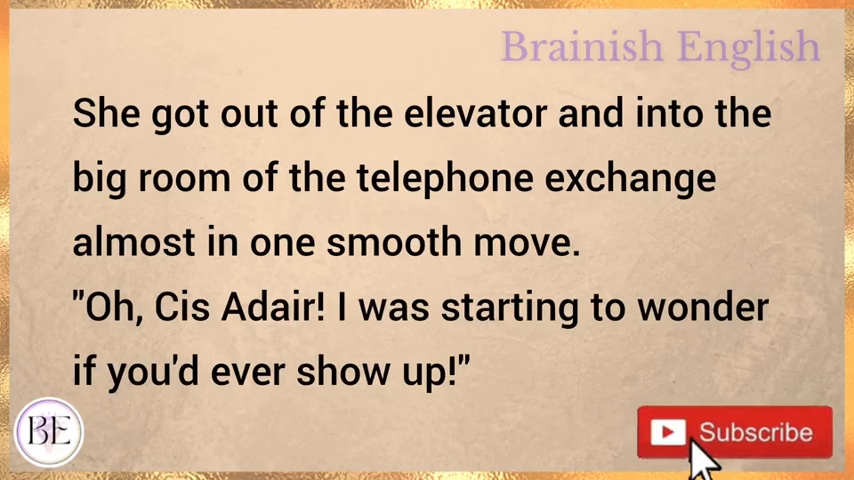 Brainish English
She got out of the elevator and into the
big room of the telephone exchange
almost in one smooth move.
"Oh, Cis Adair! I was starting to wonder
if you'd ever show up!"
BE
Subscribe